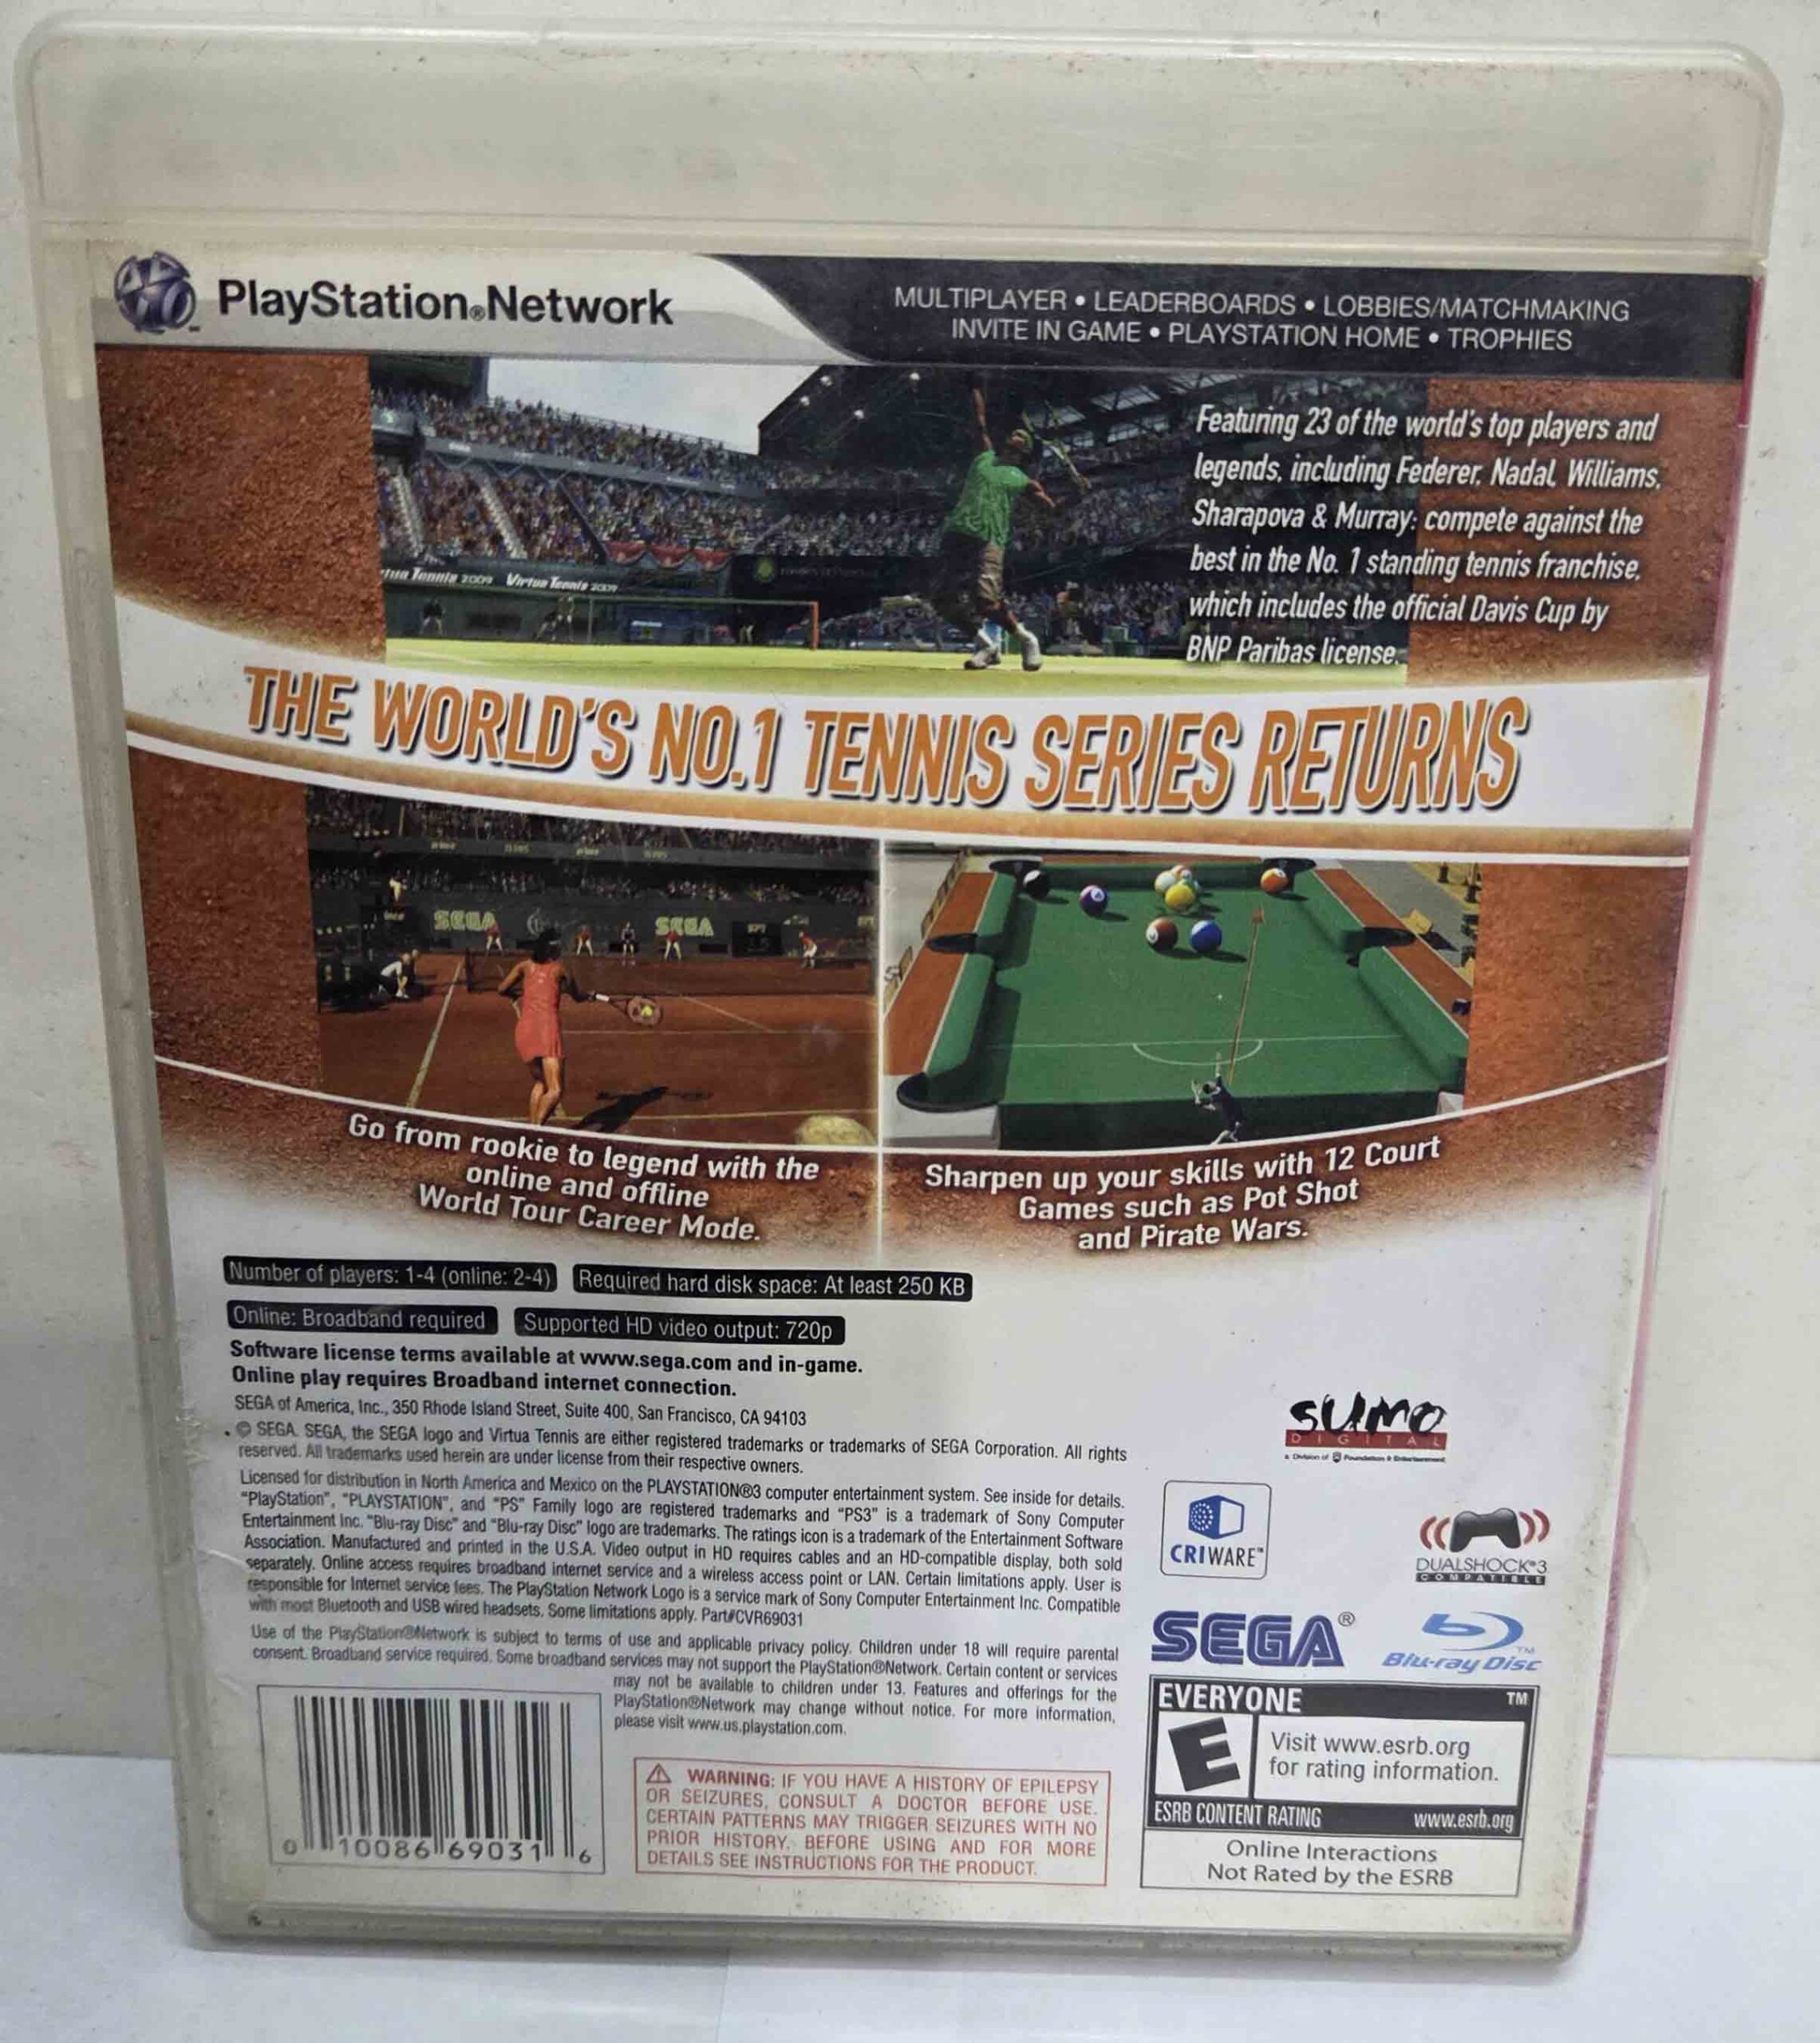 PlayStation®Network
MULTIPLAYER • LEADERBOARDS • LOBBIES/MATCHMAKING
INVITE IN GAME • PLAYSTATION HOME • TROPHIES
Featuring 23 of the world's top players and
legends, including Federer, Nadal, Williams,
Sharapova & Murray: compete against the
best in the No. 1 standing tennis franchise,
which includes the official Davis Cup by
BNP Paribas license.
Virtua Tennis 2009
THE WORLD'S NO.1 TENNIS SERIES RETURNS
SEGA
SEGA
Go from rookie to legend with the
online and offline
World Tour Career Mode.
Sharpen up your skills with 12 Court
Games such as Pot Shot
and Pirate Wars.
Number of players: 1-4 (online: 2-4)
Required hard disk space: At least 250 KB
Online: Broadband required
Supported HD video output: 720p
Software license terms available at www.sega.com and in-game.
Online play requires Broadband internet connection.
SEGA of America, Inc., 350 Rhode Island Street, Suite 400, San Francisco, CA 94103
© SEGA. SEGA, the SEGA logo and Virtua Tennis are either registered trademarks or trademarks of SEGA Corporation. All rights
reserved. All trademarks used herein are under license from their respective owners.
Licensed for distribution in North America and Mexico on the PLAYSTATION®3 computer entertainment system. See inside for details.
"PlayStation", "PLAYSTATION", and "PS" Family logo are registered trademarks and "PS3" is a trademark of Sony Computer
Entertainment Inc. "Blu-ray Disc" and "Blu-ray Disc" logo are trademarks. The ratings icon is a trademark of the Entertainment Software
Association. Manufactured and printed in the U.S.A. Video output in HD requires cables and an HD-compatible display, both sold
separately. Online access requires broadband internet service and a wireless access point or LAN. Certain limitations apply. User is
responsible for Internet service fees. The PlayStation Network Logo is a service mark of Sony Computer Entertainment Inc. Compatible
with most Bluetooth and USB wired headsets. Some limitations apply. Part#CVR69031
Use of the PlayStation®Network is subject to terms of use and applicable privacy policy. Children under 18 will require parental
consent. Broadband service required. Some broadband services may not support the PlayStation®Network. Certain content or services
may not be available to children under 13. Features and offerings for the
PlayStation®Network may change without notice. For more information,
please visit www.us.playstation.com.
SUMO
DIGITAL
a Division of Foundation 9 Entertainment
CRIWARE™
DUALSHOCK®3
COMPATIBLE
SEGA®
Blu-ray Disc™
0 10086 69031 6
WARNING: IF YOU HAVE A HISTORY OF EPILEPSY
OR SEIZURES, CONSULT A DOCTOR BEFORE USE.
CERTAIN PATTERNS MAY TRIGGER SEIZURES WITH NO
PRIOR HISTORY. BEFORE USING AND FOR MORE
DETAILS SEE INSTRUCTIONS FOR THE PRODUCT.
EVERYONE ™
E
Visit www.esrb.org
for rating information.
ESRB CONTENT RATING www.esrb.org
Online Interactions
Not Rated by the ESRB